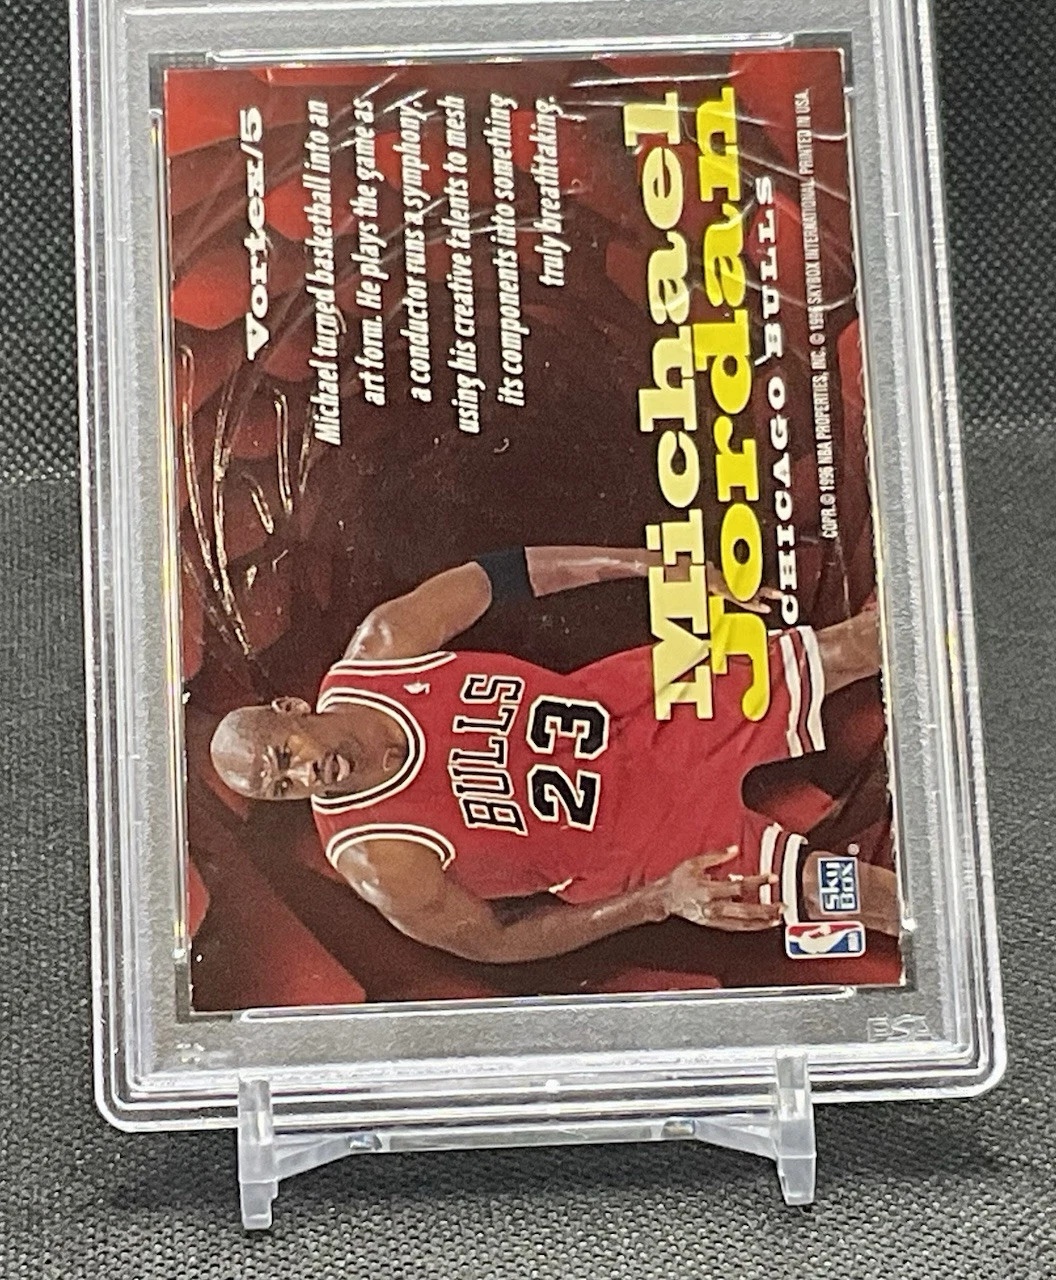 Vortex/5
Michael turned basketball into an
art form. He plays the game as
a conductor runs a symphony,
using his creative talents to mesh
its components into something
truly breathtaking.
Michael
Jordan
CHICAGO BULLS
COPR. © 1996 NBA PROPERTIES, INC. © 1996 SKYBOX INTERNATIONAL. PRINTED IN USA.
BULLS
23
SKY
BOX
NBA
PSA